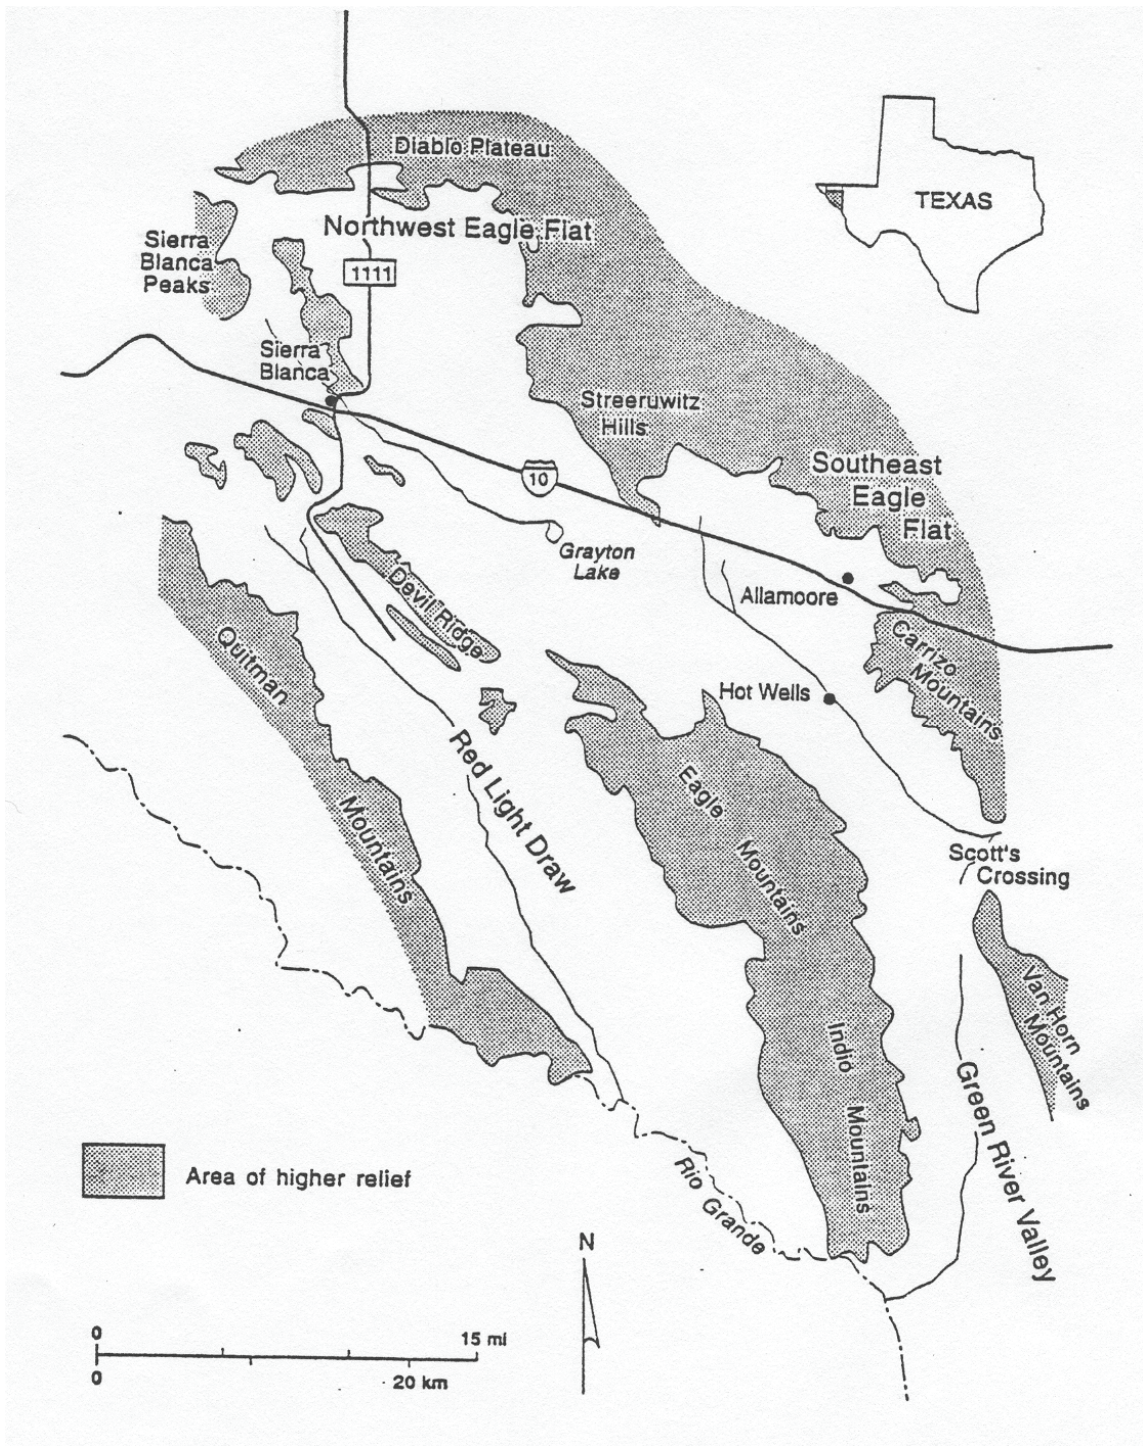 Diablo Plateau
TEXAS
Northwest Eagle Flat
Sierra
Blanca
Peaks
1111
Sierra
Blanca
Streeruwitz
Hills
Southeast
Eagle
Flat
10
Grayton
Lake
Allamoore
Devil Ridge
Carrizo
Mountains
Quitman
Mountains
Hot Wells
Red Light Draw
Eagle
Mountains
Scott's
Crossing
Van Horn
Mountains
Indio
Mountains
Green River Valley
Rio Grande
Area of higher relief
N
0
15 mi
0
20 km